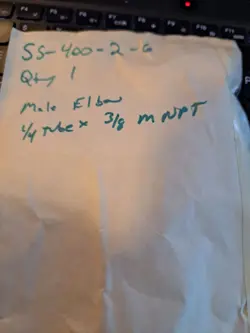 SS-400-2-6
Qty 1
Male Elbow
1/4 Tube x 3/8 M NPT